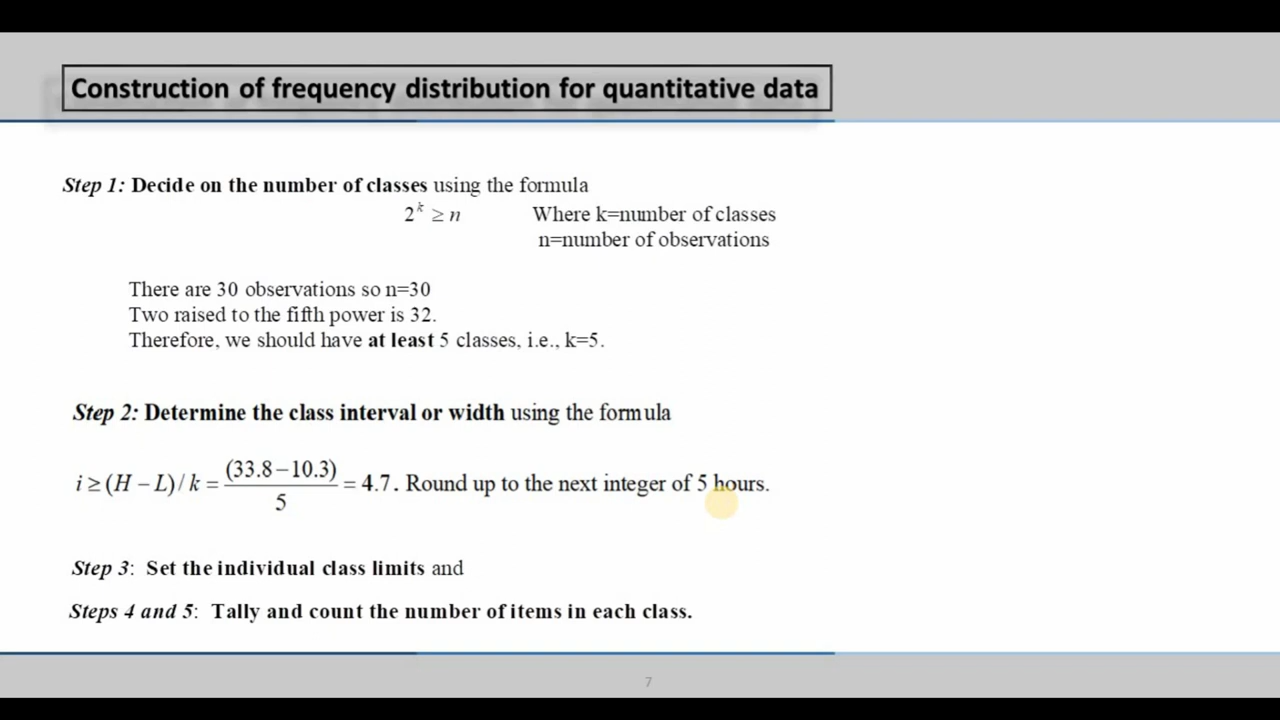 Construction of frequency distribution for quantitative data
Step 1: Decide on the number of classes using the formula
2^k ≥ n Where k=number of classes
n=number of observations
There are 30 observations so n=30
Two raised to the fifth power is 32.
Therefore, we should have at least 5 classes, i.e., k=5.
Step 2: Determine the class interval or width using the formula
i ≥ (H − L) / k = (33.8 − 10.3) / 5 = 4.7. Round up to the next integer of 5 hours.
Step 3: Set the individual class limits and
Steps 4 and 5: Tally and count the number of items in each class.
7